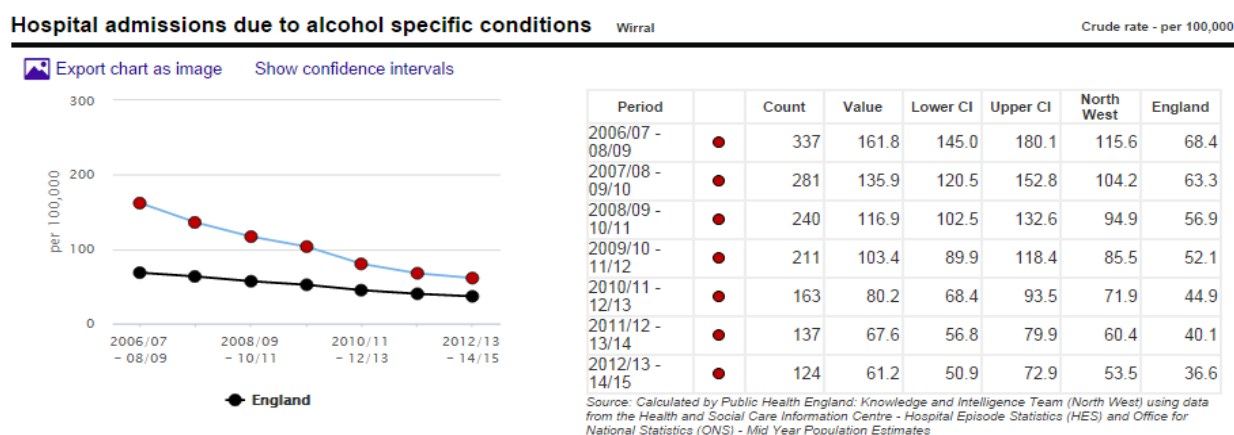 Hospital admissions due to alcohol specific conditions Wirral Crude rate - per 100,000
Export chart as image Show confidence intervals
300
200
100
0
per 100,000
2006/07
- 08/09
2008/09
- 10/11
2010/11
- 12/13
2012/13
- 14/15
England
Period Count Value Lower CI Upper CI North West England
2006/07 -
08/09 337 161.8 145.0 180.1 115.6 68.4
2007/08 -
09/10 281 135.9 120.5 152.8 104.2 63.3
2008/09 -
10/11 240 116.9 102.5 132.6 94.9 56.9
2009/10 -
11/12 211 103.4 89.9 118.4 85.5 52.1
2010/11 -
12/13 163 80.2 68.4 93.5 71.9 44.9
2011/12 -
13/14 137 67.6 56.8 79.9 60.4 40.1
2012/13 -
14/15 124 61.2 50.9 72.9 53.5 36.6
Source: Calculated by Public Health England: Knowledge and Intelligence Team (North West) using data
from the Health and Social Care Information Centre - Hospital Episode Statistics (HES) and Office for
National Statistics (ONS) - Mid Year Population Estimates